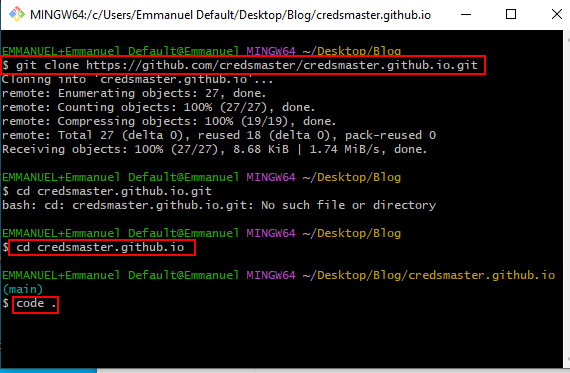 MINGW64:/c/Users/Emmanuel Default/Desktop/Blog/credsmaster.github.io
EMMANUEL+Emmanuel Default@Emmanuel MINGW64 ~/Desktop/Blog
$ git clone https://github.com/credsmaster/credsmaster.github.io.git
Cloning into 'credsmaster.github.io'...
remote: Enumerating objects: 27, done.
remote: Counting objects: 100% (27/27), done.
remote: Compressing objects: 100% (19/19), done.
remote: Total 27 (delta 0), reused 18 (delta 0), pack-reused 0
Receiving objects: 100% (27/27), 8.68 KiB | 1.74 MiB/s, done.
EMMANUEL+Emmanuel Default@Emmanuel MINGW64 ~/Desktop/Blog
$ cd credsmaster.github.io.git
bash: cd: credsmaster.github.io.git: No such file or directory
EMMANUEL+Emmanuel Default@Emmanuel MINGW64 ~/Desktop/Blog
$ cd credsmaster.github.io
EMMANUEL+Emmanuel Default@Emmanuel MINGW64 ~/Desktop/Blog/credsmaster.github.io
(main)
$ code .